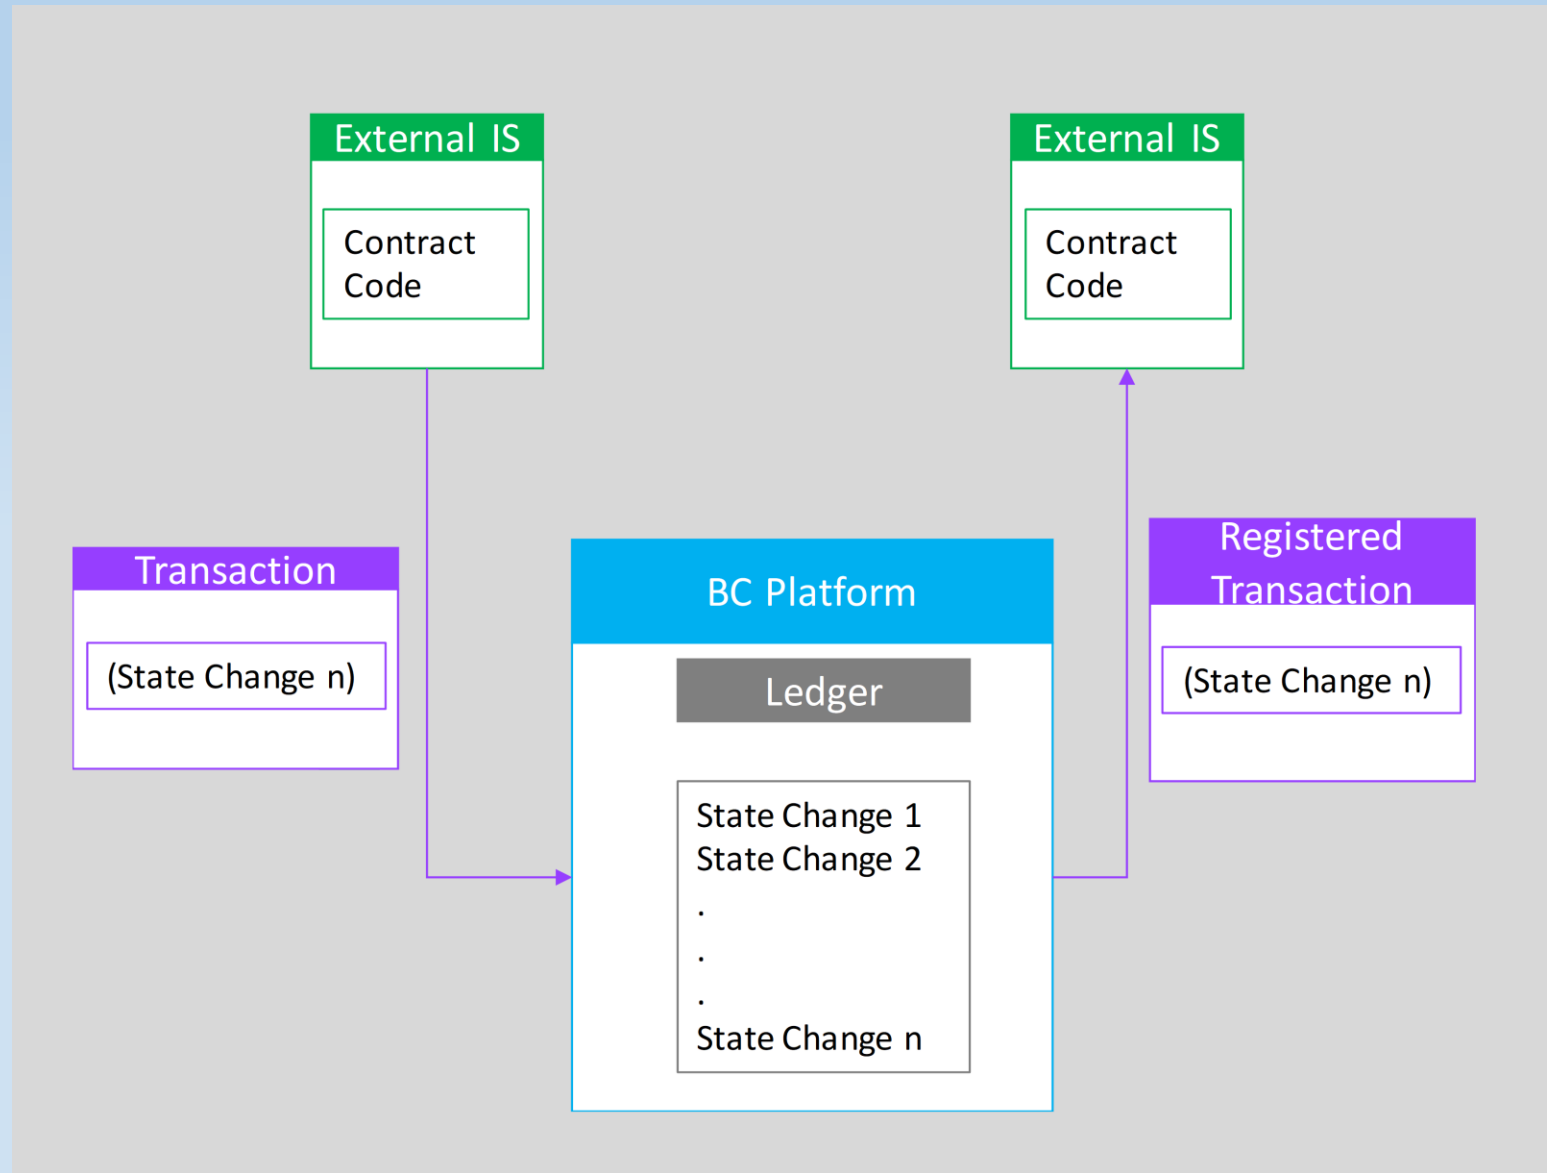 External IS
Contract
Code
External IS
Contract
Code
Transaction
(State Change n)
BC Platform
Ledger
State Change 1
State Change 2
.
.
.
State Change n
Registered
Transaction
(State Change n)